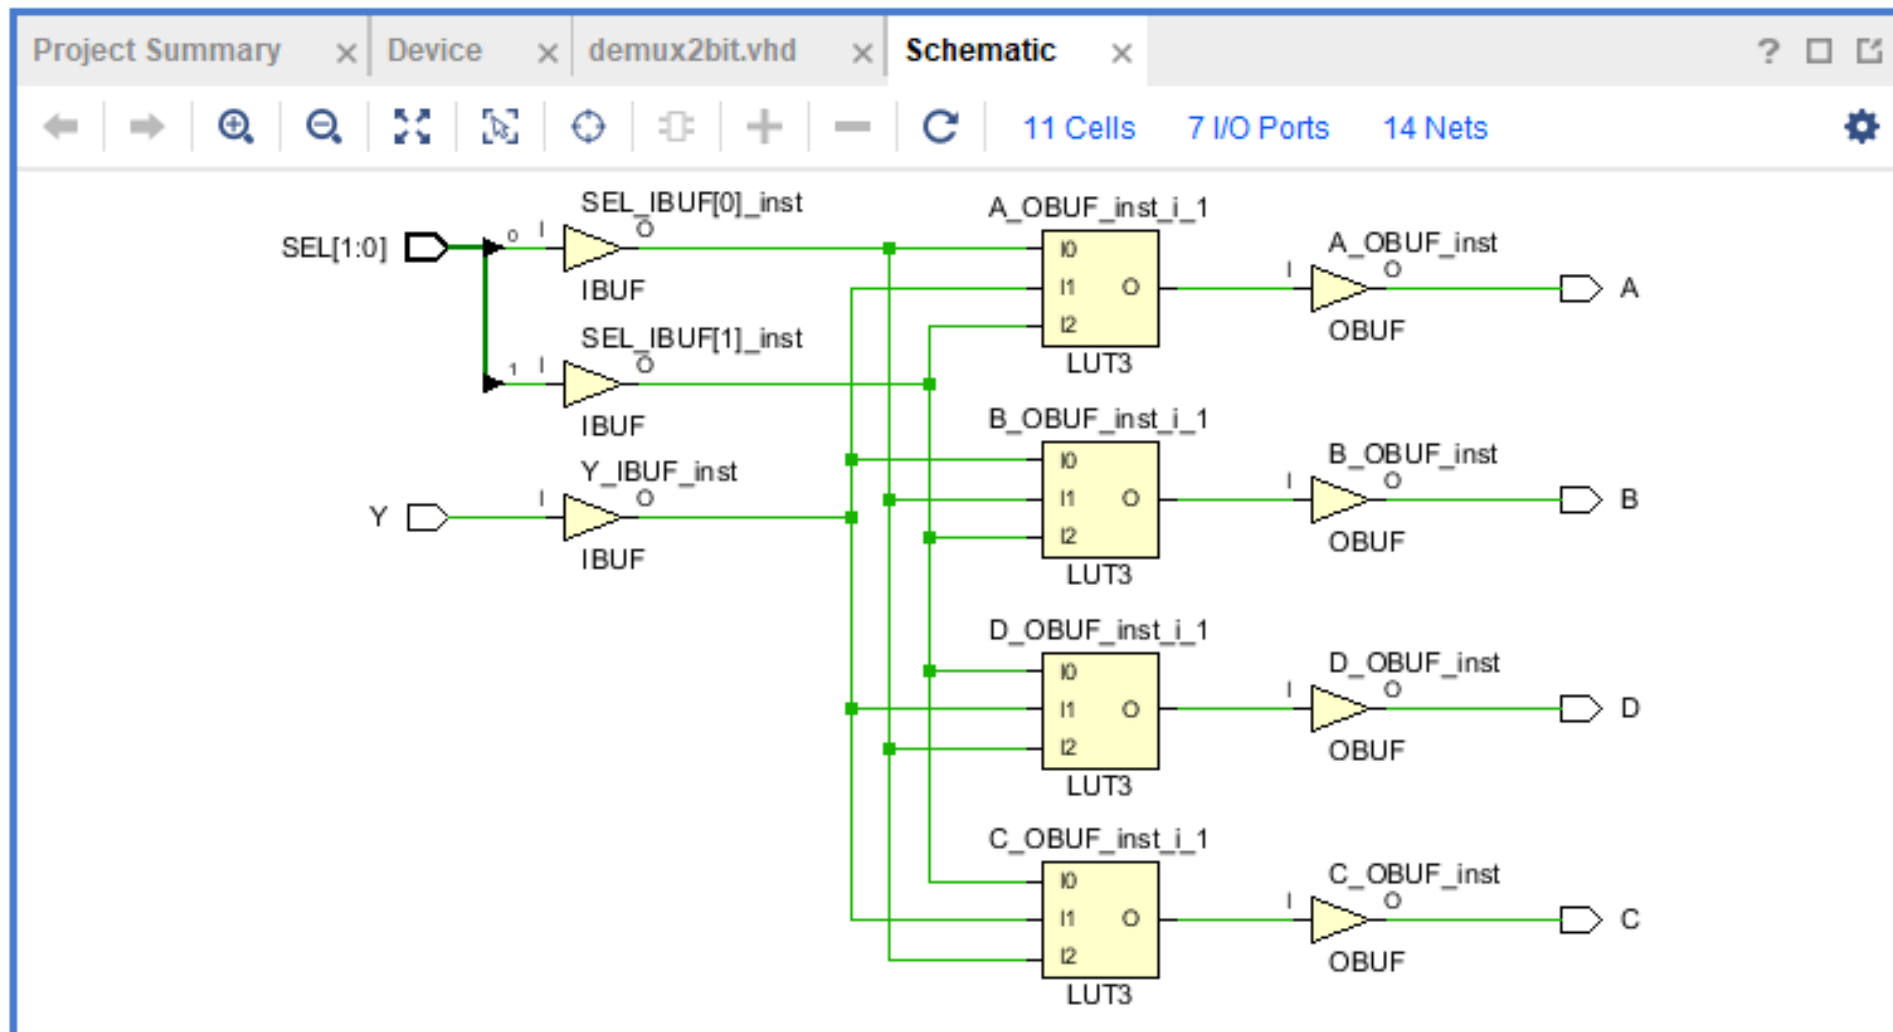 Project Summary × Device × demux2bit.vhd × Schematic × ?
11 Cells 7 I/O Ports 14 Nets
SEL[1:0]
0
I
SEL_IBUF[0]_inst
O
IBUF
1
I
SEL_IBUF[1]_inst
O
IBUF
Y
I
Y_IBUF_inst
O
IBUF
A_OBUF_inst_i_1
I0
I1 O
I2
LUT3
A_OBUF_inst
I O
OBUF
A
B_OBUF_inst_i_1
I0
I1 O
I2
LUT3
B_OBUF_inst
I O
OBUF
B
D_OBUF_inst_i_1
I0
I1 O
I2
LUT3
D_OBUF_inst
I O
OBUF
D
C_OBUF_inst_i_1
I0
I1 O
I2
LUT3
C_OBUF_inst
I O
OBUF
C